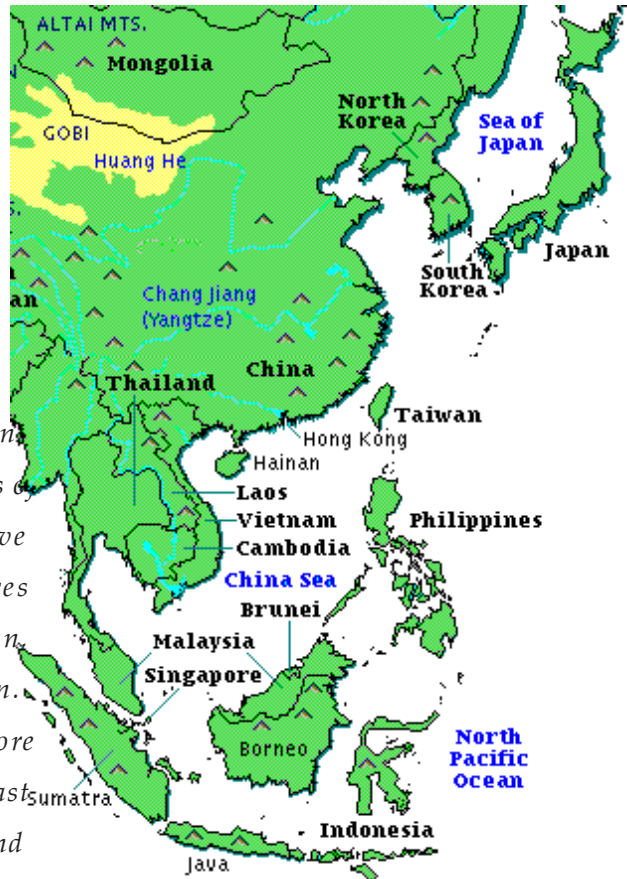 ALTAI MTS.
Mongolia
North
Korea
Sea of
Japan
GOBI
Huang He
South
Korea
Japan
Chang Jiang
(Yangtze)
China
Thailand
Taiwan
Hong Kong
Hainan
Laos
Vietnam
Philippines
Cambodia
China Sea
Brunei
Malaysia
Singapore
Borneo
North
Pacific
Ocean
Sumatra
Indonesia
Java